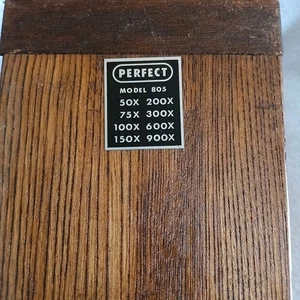 PERFECT
MODEL 805
50X 200X
75X 300X
100X 600X
150X 900X